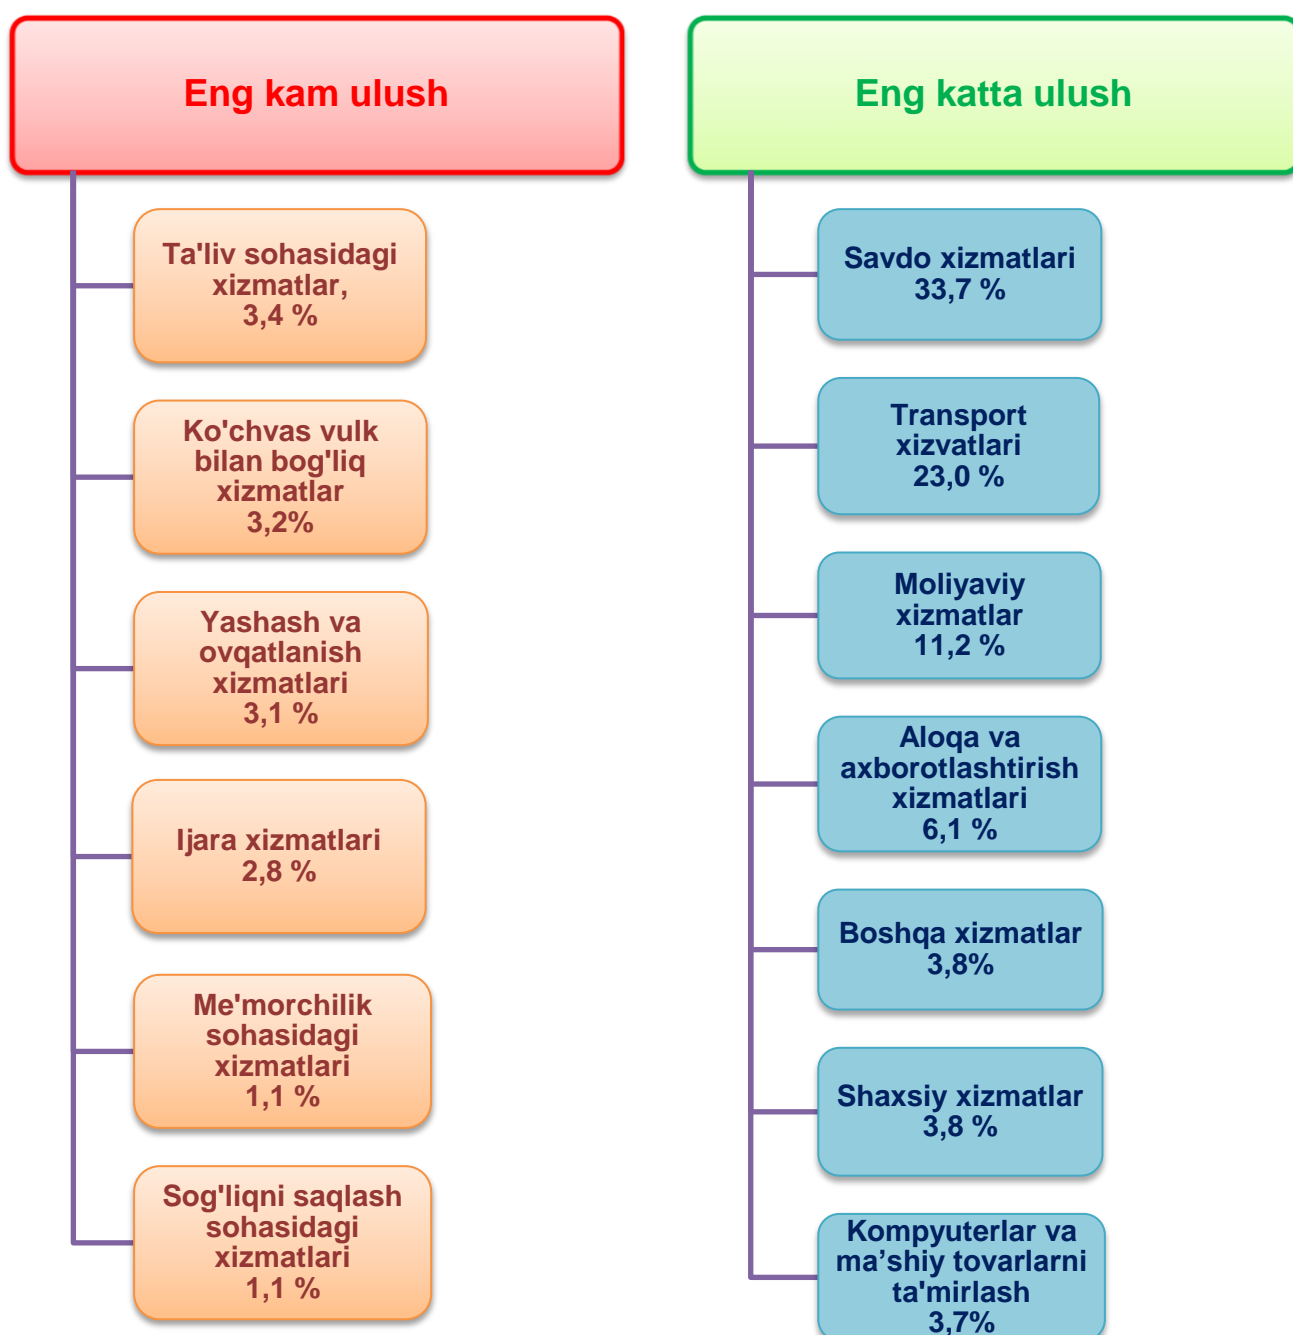 Eng kam ulush
Ta'liv sohasidagi
xizmatlar,
3,4 %
Ko'chvas vulk
bilan bog'liq
xizmatlar
3,2%
Yashash va
ovqatlanish
xizmatlari
3,1 %
Ijara xizmatlari
2,8 %
Me'morchilik
sohasidagi
xizmatlari
1,1 %
Sog'liqni saqlash
sohasidagi
xizmatlari
1,1 %
Eng katta ulush
Savdo xizmatlari
33,7 %
Transport
xizvatlari
23,0 %
Moliyaviy
xizmatlar
11,2 %
Aloqa va
axborotlashtirish
xizmatlari
6,1 %
Boshqa xizmatlar
3,8%
Shaxsiy xizmatlar
3,8 %
Kompyuterlar va
ma’shiy tovarlarni
ta'mirlash
3,7%